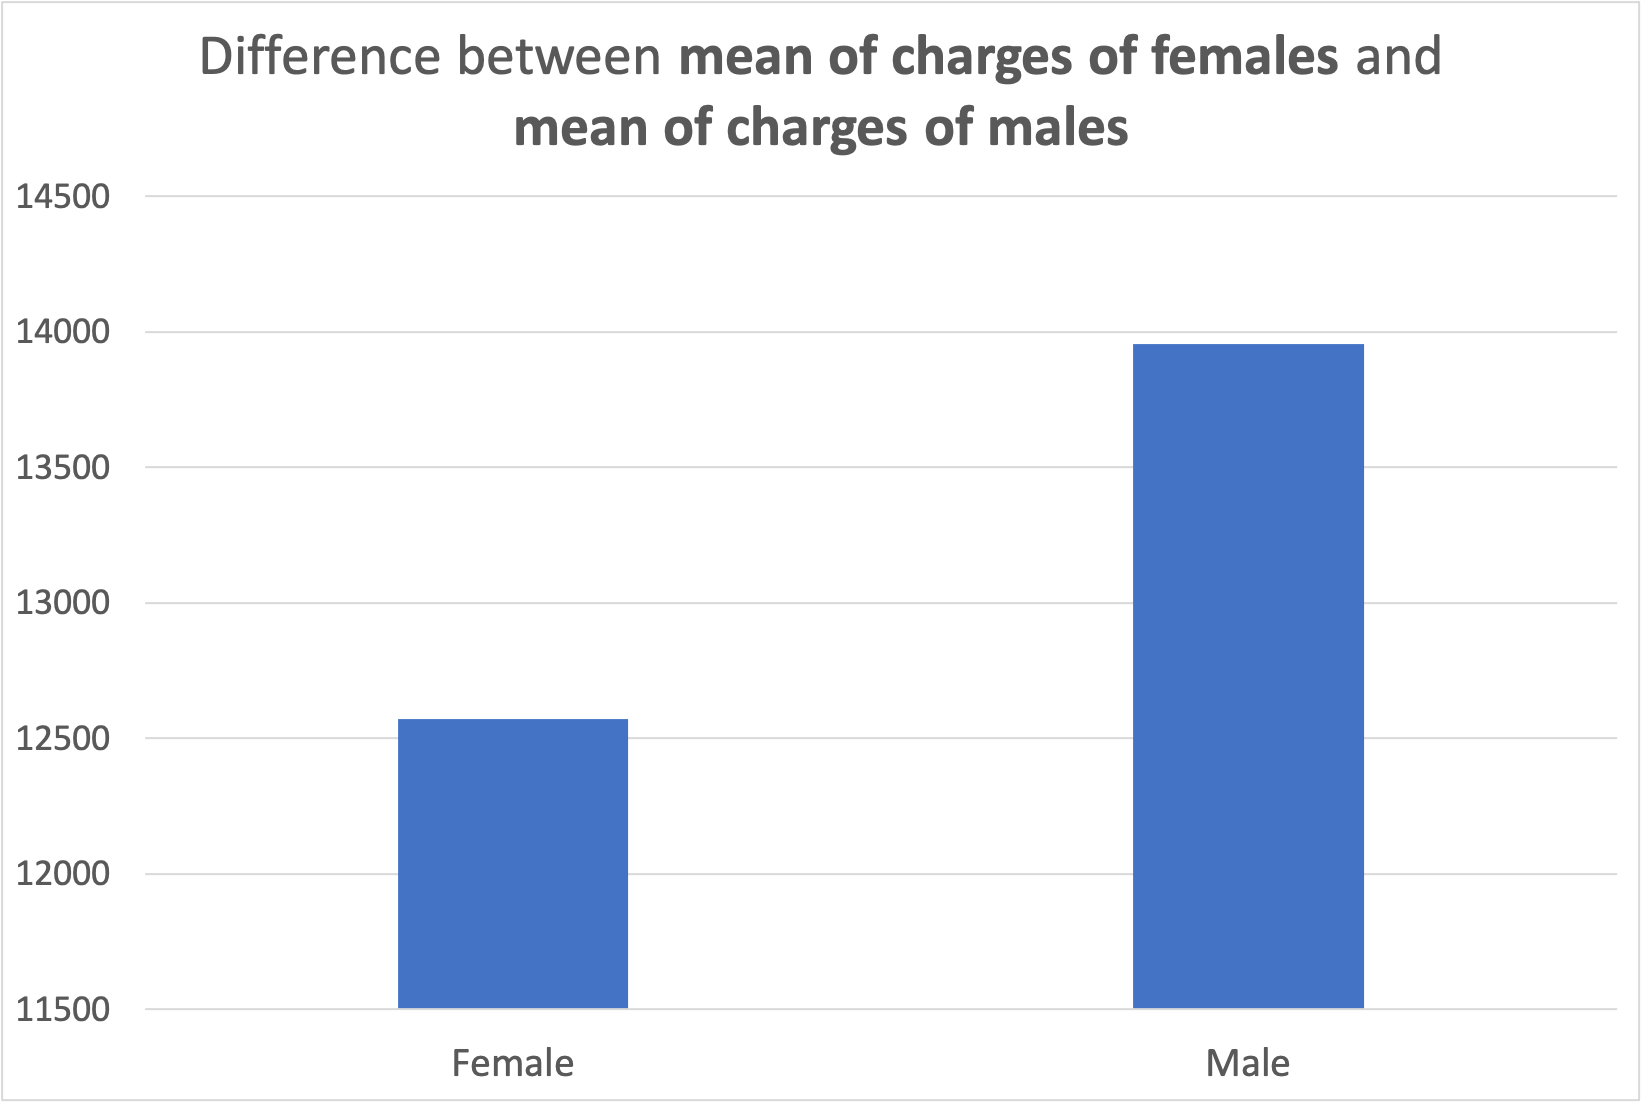 Difference between mean of charges of females and
mean of charges of males
14500
14000
13500
13000
12500
12000
11500
Female Male